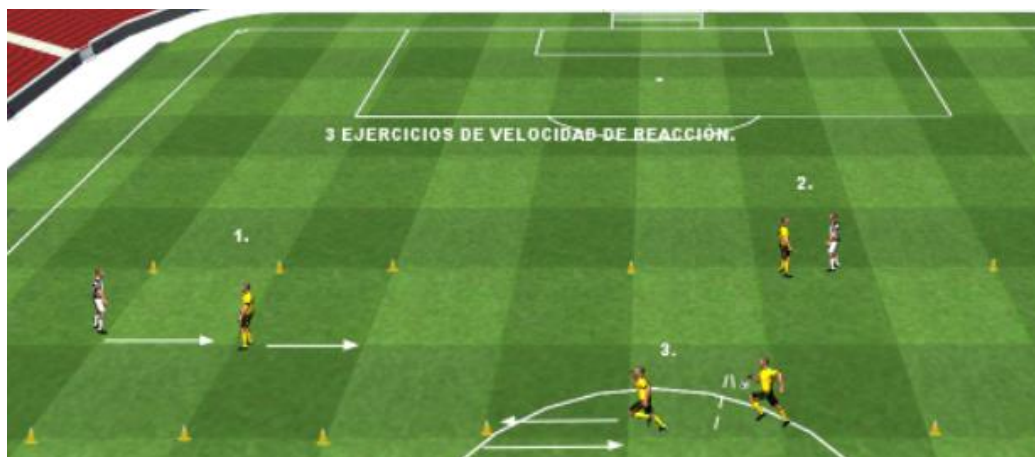 3 EJERCICIOS DE VELOCIDAD DE REACCIÓN.
2.
1.
3.